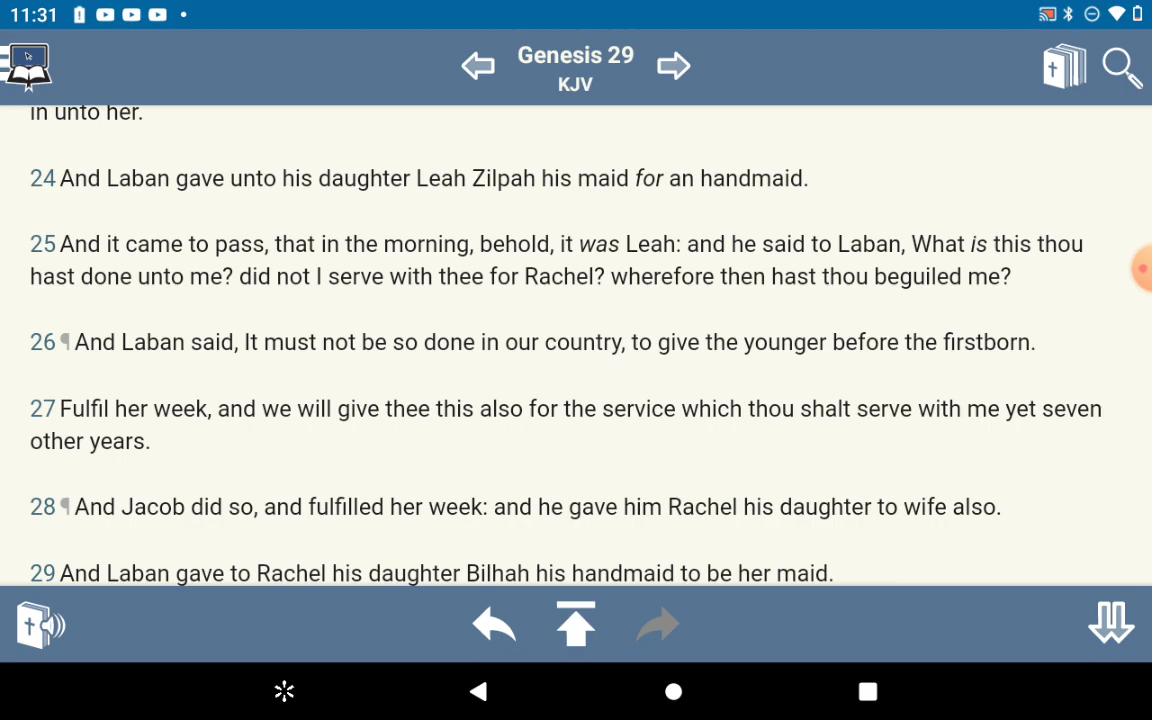 11:31
Genesis 29
KJV
in unto her.
24 And Laban gave unto his daughter Leah Zilpah his maid for an handmaid.
25 And it came to pass, that in the morning, behold, it was Leah: and he said to Laban, What is this thou
hast done unto me? did not I serve with thee for Rachel? wherefore then hast thou beguiled me?
26 ¶ And Laban said, It must not be so done in our country, to give the younger before the firstborn.
27 Fulfil her week, and we will give thee this also for the service which thou shalt serve with me yet seven
other years.
28 ¶ And Jacob did so, and fulfilled her week: and he gave him Rachel his daughter to wife also.
29 And Laban gave to Rachel his daughter Bilhah his handmaid to be her maid.